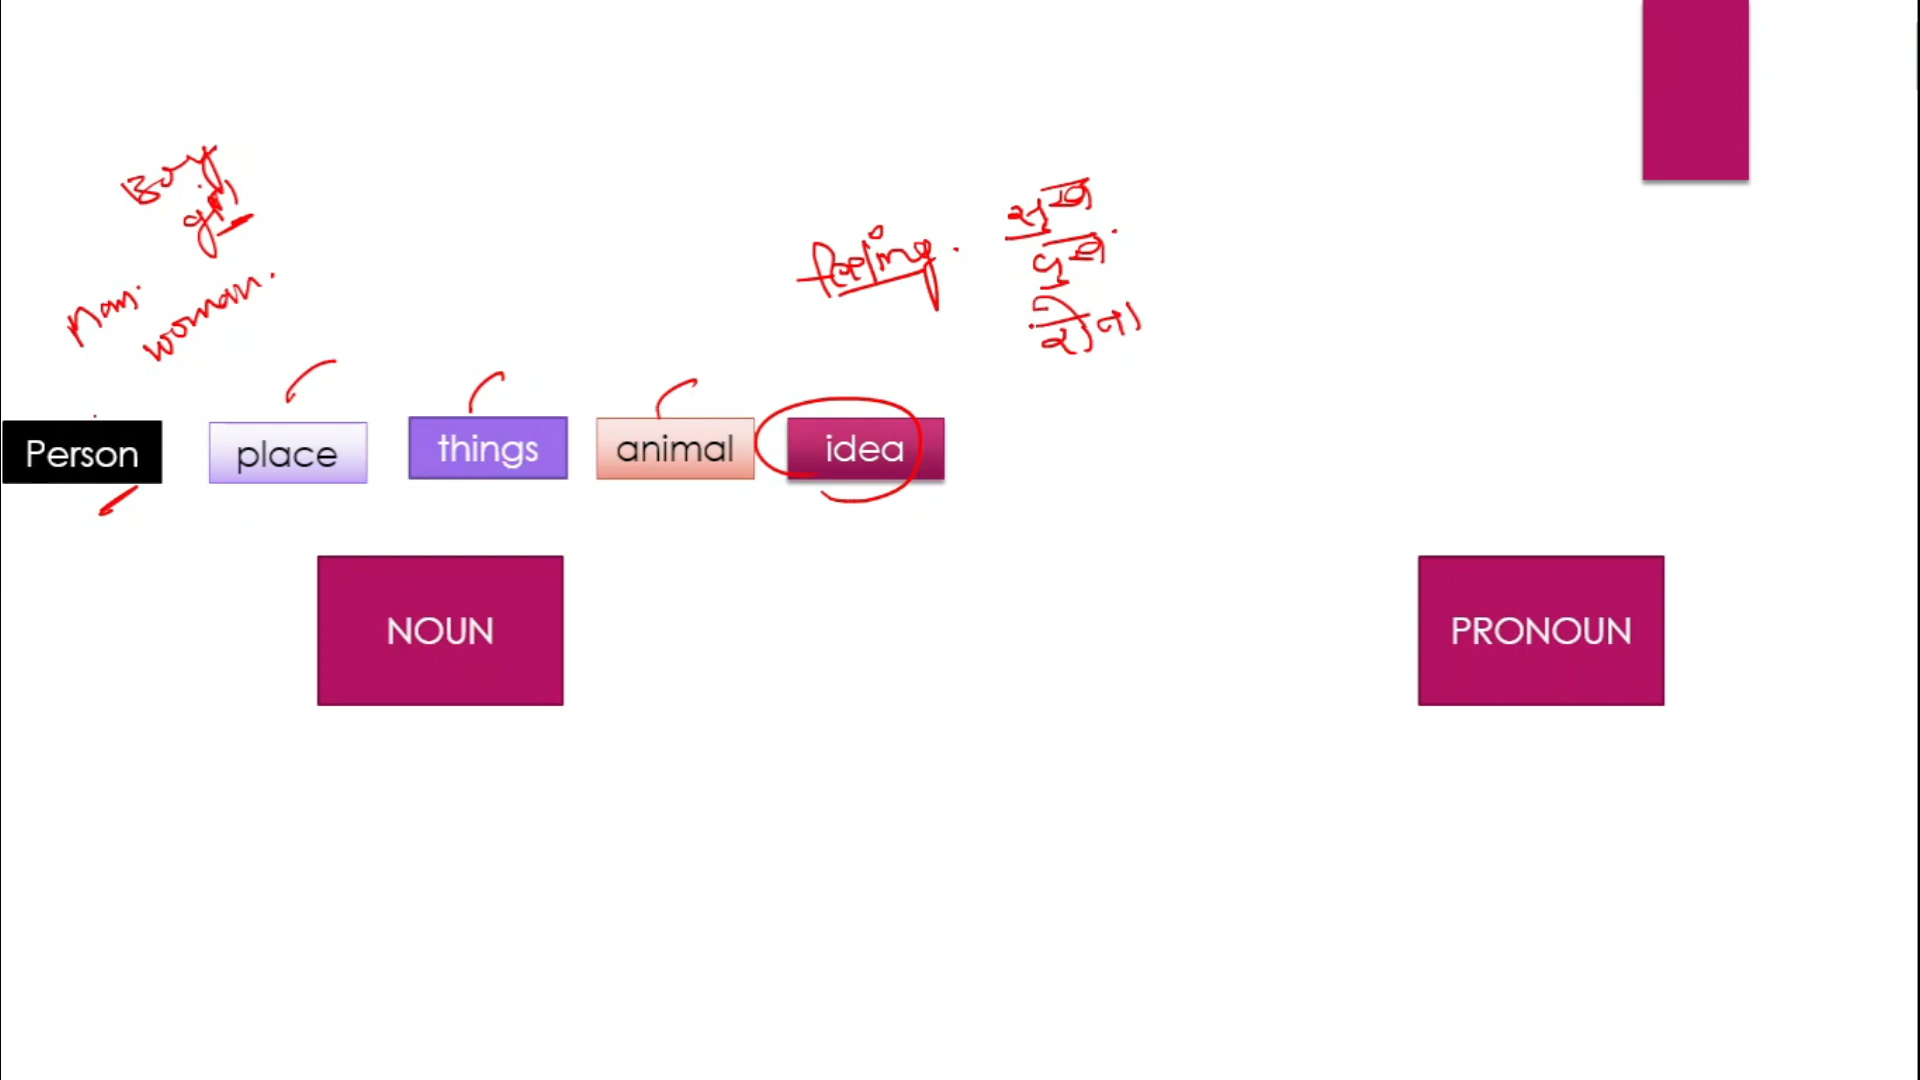 Boy
girl
Man.
woman.
feeling.
Person
place
things
animal
idea
NOUN
PRONOUN